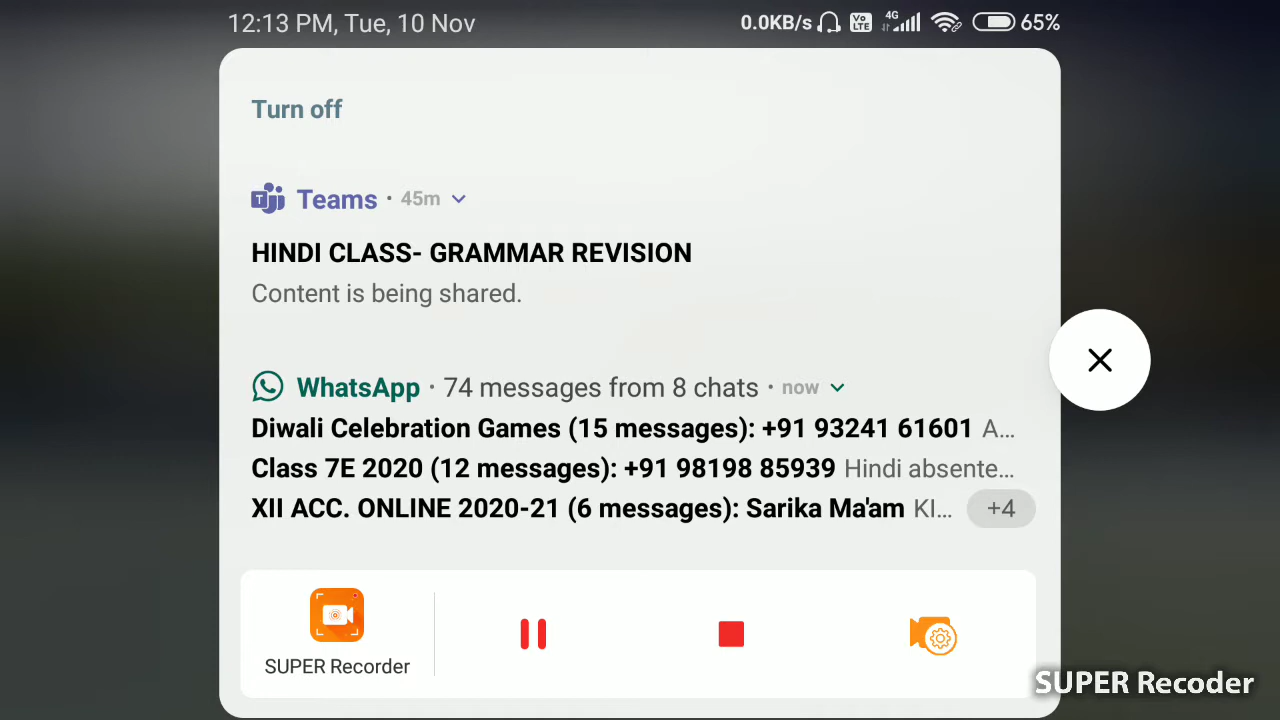 12:13 PM, Tue, 10 Nov 0.0KB/s Vo LTE 4G 65%
Turn off
Teams · 45m
HINDI CLASS- GRAMMAR REVISION
Content is being shared.
WhatsApp · 74 messages from 8 chats · now
Diwali Celebration Games (15 messages): +91 93241 61601 A...
Class 7E 2020 (12 messages): +91 98198 85939 Hindi absente...
XII ACC. ONLINE 2020-21 (6 messages): Sarika Ma'am KI... +4
SUPER Recorder
SUPER Recoder